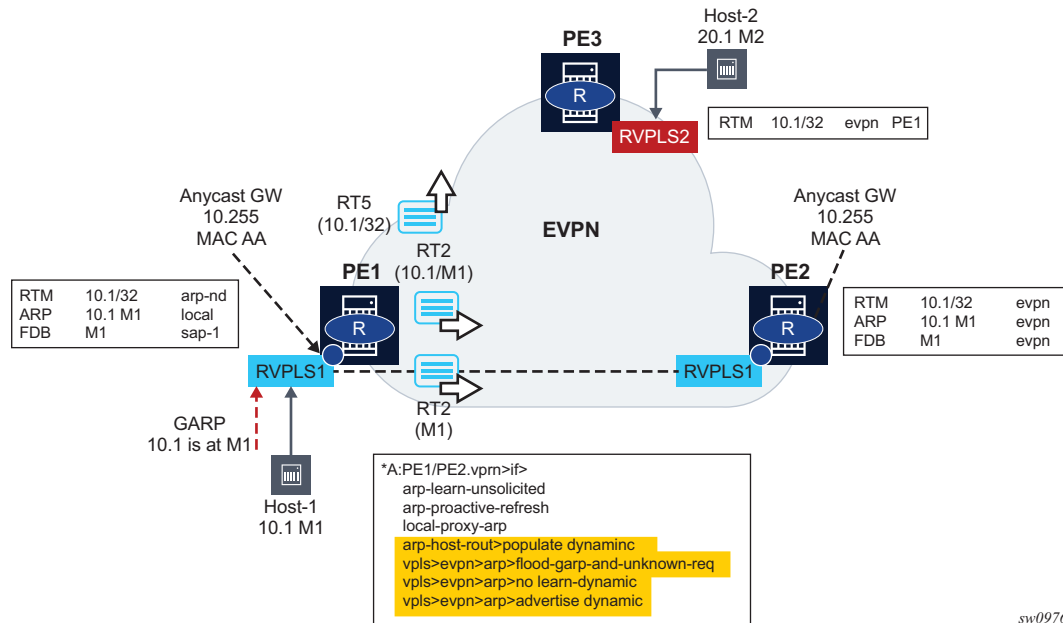 Host-2
20.1 M2
PE3
R
RVPLS2
RTM 10.1/32 evpn PE1
Anycast GW
10.255
MAC AA
RT5
(10.1/32)
EVPN
Anycast GW
10.255
MAC AA
RT2
(10.1/M1)
PE1
PE2
RTM 10.1/32 arp-nd
ARP 10.1 M1 local
FDB M1 sap-1
R
R
RTM 10.1/32 evpn
ARP 10.1 M1 evpn
FDB M1 evpn
RVPLS1
RVPLS1
RT2
(M1)
GARP
10.1 is at M1
Host-1
10.1 M1
*A:PE1/PE2.vprn>if>
arp-learn-unsolicited
arp-proactive-refresh
local-proxy-arp
arp-host-rout>populate dynaminc
vpls>evpn>arp>flood-garp-and-unknown-req
vpls>evpn>arp>no learn-dynamic
vpls>evpn>arp>advertise dynamic